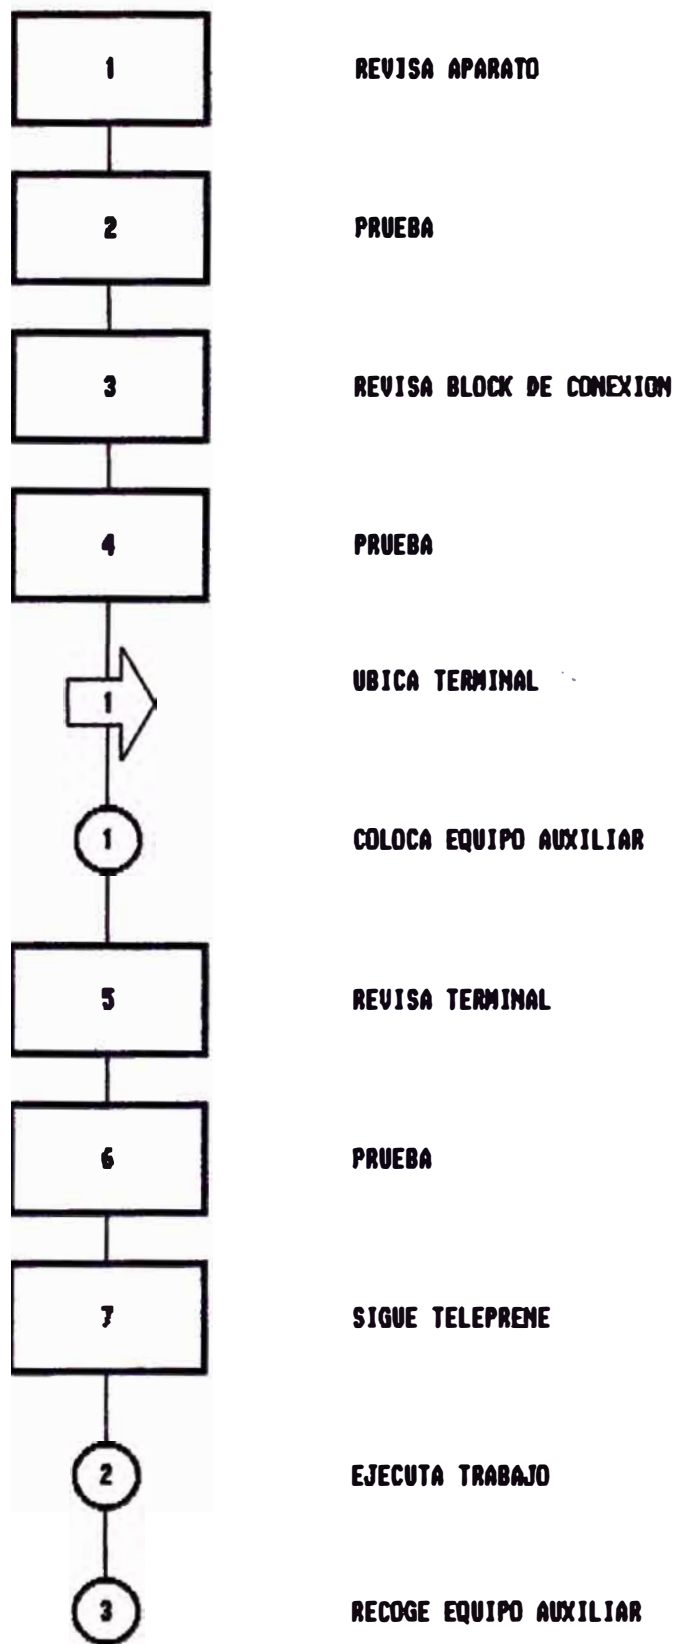 1 REVISA APARATO
2 PRUEBA
3 REVISA BLOCK DE CONEXION
4 PRUEBA
1 UBICA TERMINAL
1 COLOCA EQUIPO AUXILIAR
5 REVISA TERMINAL
6 PRUEBA
7 SIGUE TELEPRENE
2 EJECUTA TRABAJO
3 RECOGE EQUIPO AUXILIAR